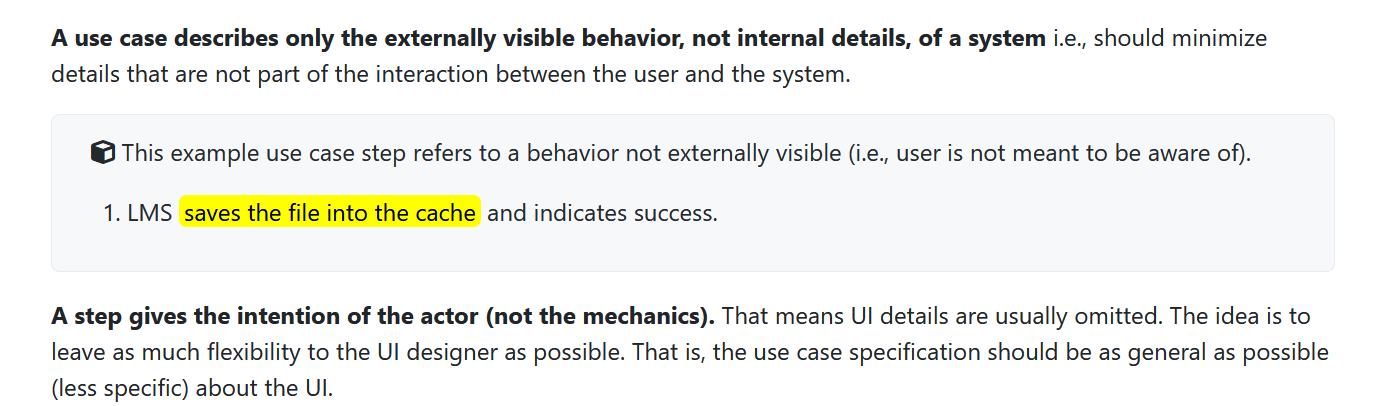 A use case describes only the externally visible behavior, not internal details, of a system i.e., should minimize
details that are not part of the interaction between the user and the system.
This example use case step refers to a behavior not externally visible (i.e., user is not meant to be aware of).
1. LMS saves the file into the cache and indicates success.
A step gives the intention of the actor (not the mechanics). That means UI details are usually omitted. The idea is to
leave as much flexibility to the UI designer as possible. That is, the use case specification should be as general as possible
(less specific) about the UI.